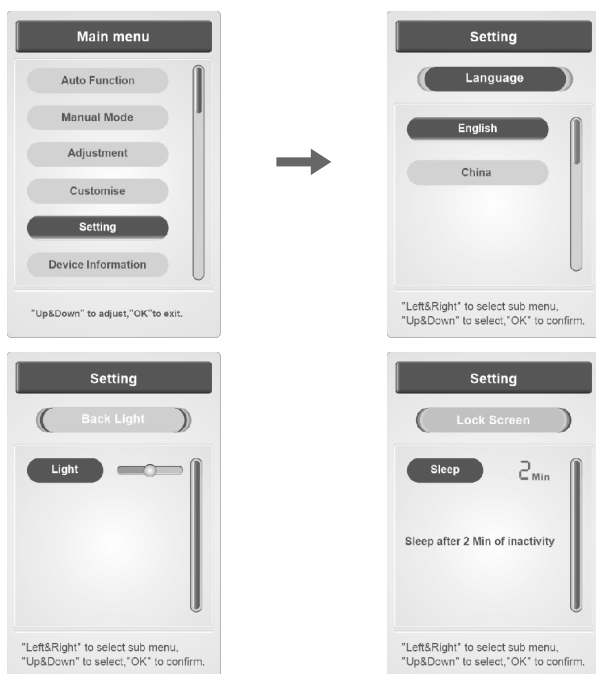 Main menu
Auto Function
Manual Mode
Adjustment
Customise
Setting
Device Information
"Up&Down" to adjust,"OK"to exit.
Setting
Language
English
China
"Left&Right" to select sub menu,
"Up&Down" to select,"OK" to confirm.
Setting
Back Light
Light
"Left&Right" to select sub menu,
"Up&Down" to select,"OK" to confirm.
Setting
Lock Screen
Sleep 2 Min
Sleep after 2 Min of inactivity
"Left&Right" to select sub menu,
"Up&Down" to select,"OK" to confirm.